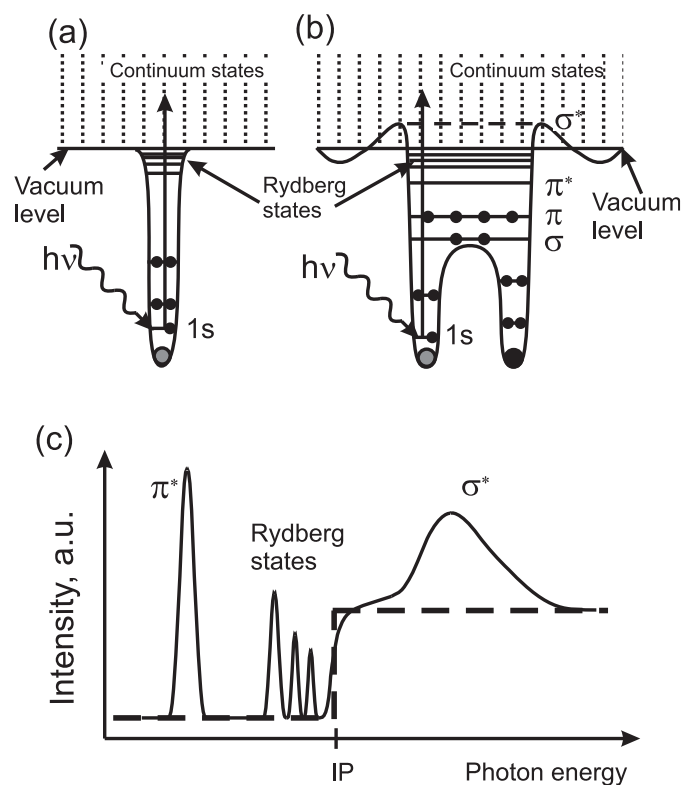 (a)
Continuum states
Vacuum
level
Rydberg
states
hν
1s
(b)
Continuum states
σ*
π*
π
σ
Vacuum
level
hν
1s
(c)
Intensity, a.u.
π*
Rydberg
states
σ*
IP
Photon energy